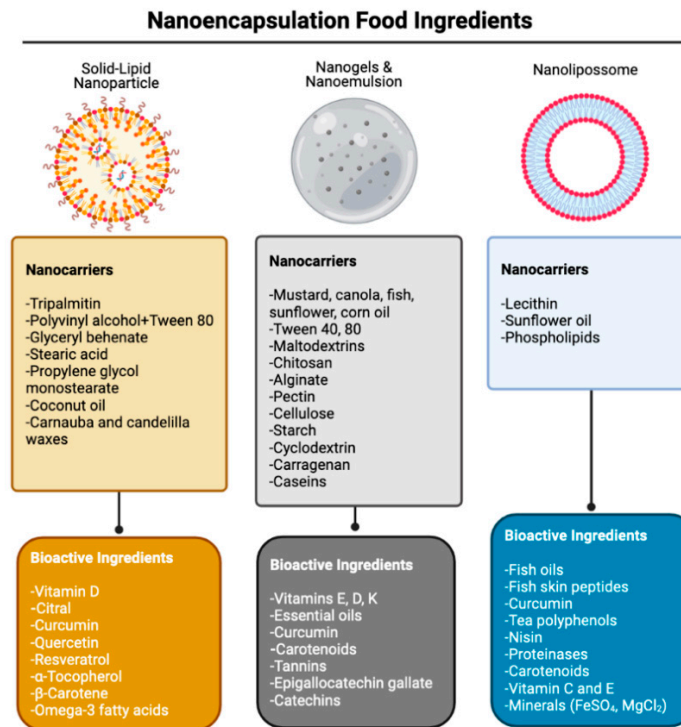 Nanoencapsulation Food Ingredients
Solid-Lipid
Nanoparticle
Nanocarriers
-Tripalmitin
-Polyvinyl alcohol+Tween 80
-Glyceryl behenate
-Stearic acid
-Propylene glycol
monostearate
-Coconut oil
-Carnauba and candelilla
waxes
Bioactive Ingredients
-Vitamin D
-Citral
-Curcumin
-Quercetin
-Resveratrol
-α-Tocopherol
-β-Carotene
-Omega-3 fatty acids
Nanogels &
Nanoemulsion
Nanocarriers
-Mustard, canola, fish,
sunflower, corn oil
-Tween 40, 80
-Maltodextrins
-Chitosan
-Alginate
-Pectin
-Cellulose
-Starch
-Cyclodextrin
-Carragenan
-Caseins
Bioactive Ingredients
-Vitamins E, D, K
-Essential oils
-Curcumin
-Carotenoids
-Tannins
-Epigallocatechin gallate
-Catechins
Nanolipossome
Nanocarriers
-Lecithin
-Sunflower oil
-Phospholipids
Bioactive Ingredients
-Fish oils
-Fish skin peptides
-Curcumin
-Tea polyphenols
-Nisin
-Proteinases
-Carotenoids
-Vitamin C and E
-Minerals (FeSO₄, MgCl₂)